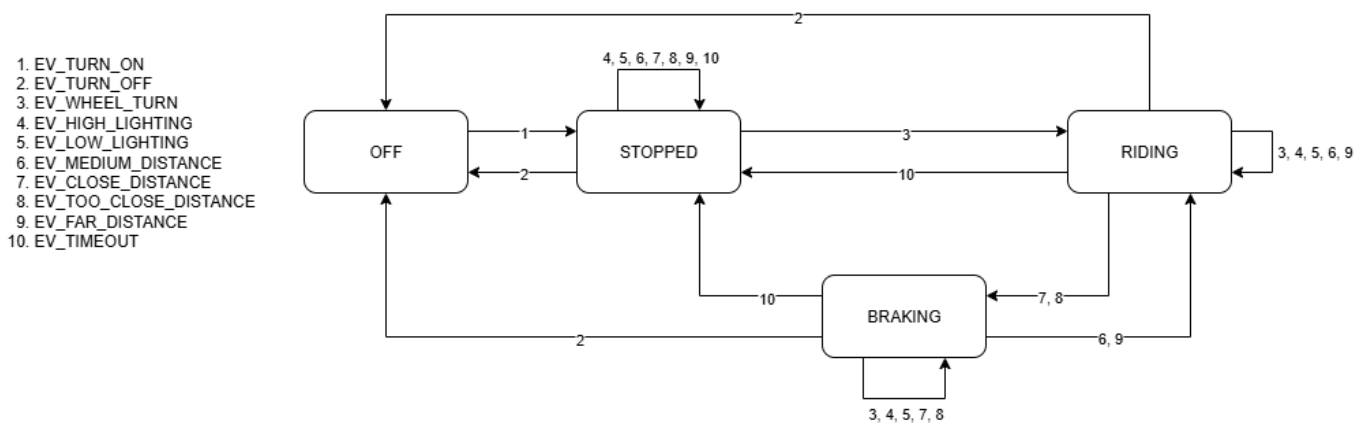 2
1. EV_TURN_ON
2. EV_TURN_OFF
3. EV_WHEEL_TURN
4. EV_HIGH_LIGHTING
5. EV_LOW_LIGHTING
6. EV_MEDIUM_DISTANCE
7. EV_CLOSE_DISTANCE
8. EV_TOO_CLOSE_DISTANCE
9. EV_FAR_DISTANCE
10. EV_TIMEOUT
4, 5, 6, 7, 8, 9, 10
OFF
1
2
STOPPED
3
10
RIDING
3, 4, 5, 6, 9
10
BRAKING
7, 8
2
6, 9
3, 4, 5, 7, 8